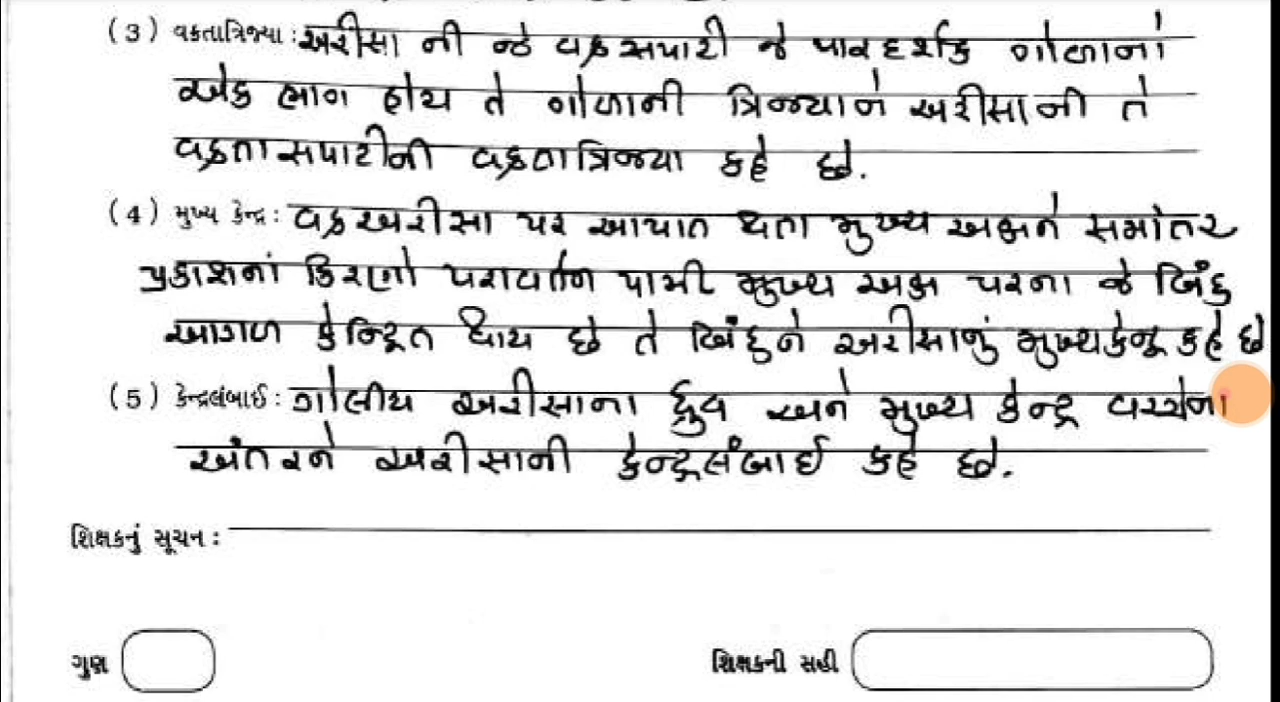 (3) વક્રતાત્રિજ્યા : અરીસા ની જે વક્રસપાટી જે પારદર્શક ગોળાનો
એક ભાગ હોય તે ગોળાની ત્રિજ્યાને અરીસાની તે
વક્રતાસપાટીની વક્રતાત્રિજ્યા કહે છે.
(4) મુખ્ય કેન્દ્ર : વક્રઅરીસા પર આપાત થતા મુખ્ય અક્ષને સમાંતર
પ્રકાશનાં કિરણો પરાવર્તન પામી મુખ્ય અક્ષ પરના જે બિંદુ
આગળ કેન્દ્રિત થાય છે તે બિંદુને અરીસાનું મુખ્યકેન્દ્ર કહે છે
(5) કેન્દ્રલંબાઈ : ગોલીય અરીસાના ધ્રુવ અને મુખ્ય કેન્દ્ર વચ્ચેના
અંતરને અરીસાની કેન્દ્રલંબાઈ કહે છે.
શિક્ષકનું સૂચન :
ગુણ શિક્ષકની સહી